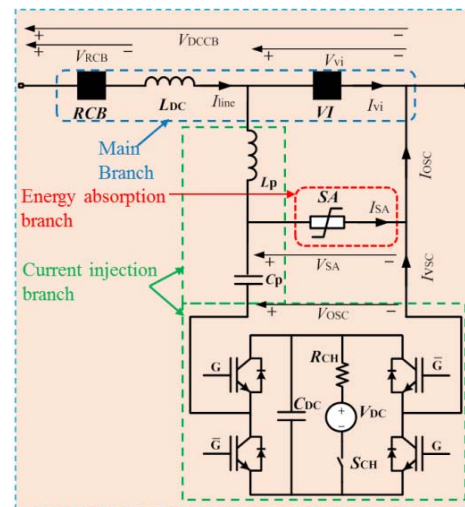 + V_DCCB −
+ V_RCB −
+ V_vi −
RCB
L_DC
I_line
VI
I_vi
Main
Branch
L_p
I_OSC
Energy absorption
branch
SA
I_SA
+ V_SA −
Current injection
branch
C_p
I_VSC
+ V_OSC −
G
R_CH
G̅
C_DC
+
−
V_DC
G̅
S_CH
G